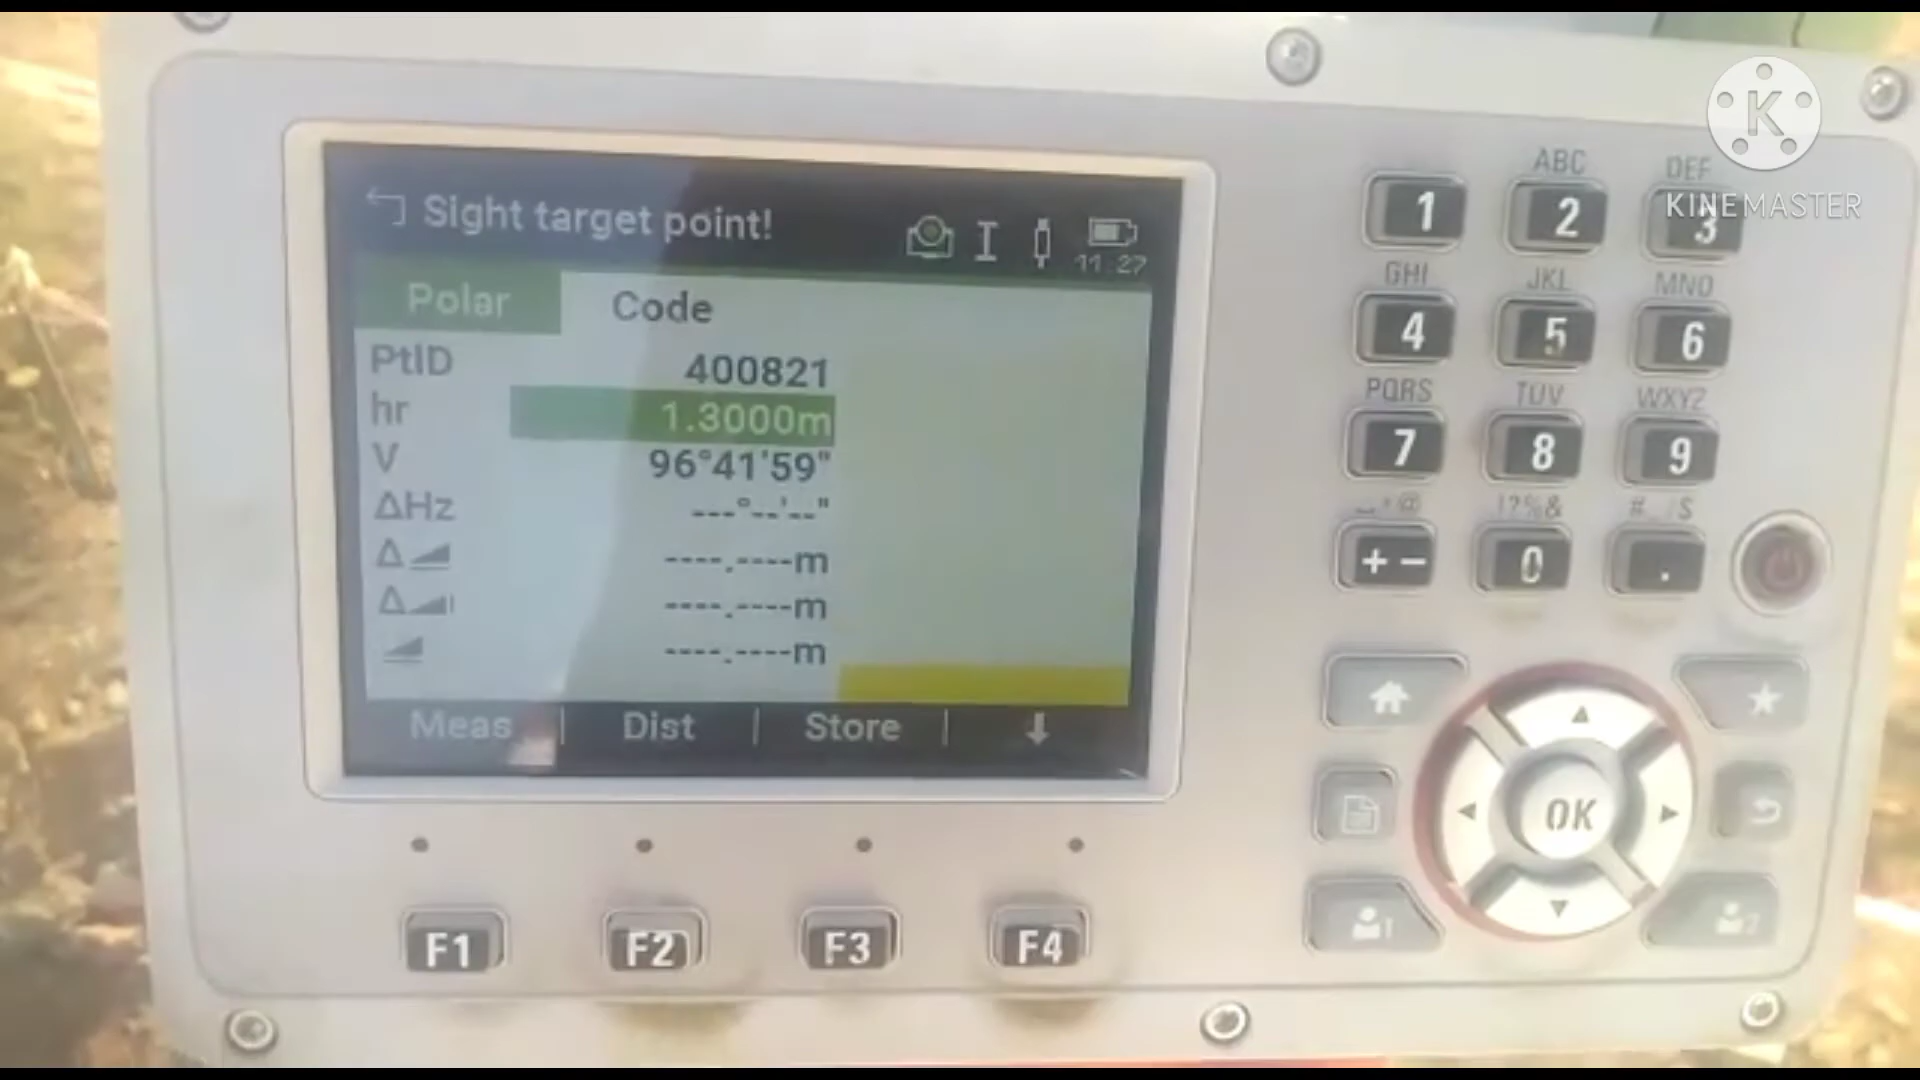 Sight target point!
11:27
Polar Code
PtID 400821
hr 1.3000m
V 96°41'59"
ΔHz ---°--'--"
Δ ----.----m
Δ ----.----m
----.----m
Meas | Dist | Store | ↓
F1 F2 F3 F4
ABC DEF
1 2 3
GHI JKL MNO
4 5 6
PQRS TUV WXYZ
7 8 9
!?%&
+ - 0 .
OK
1 2
K
KINEMASTER